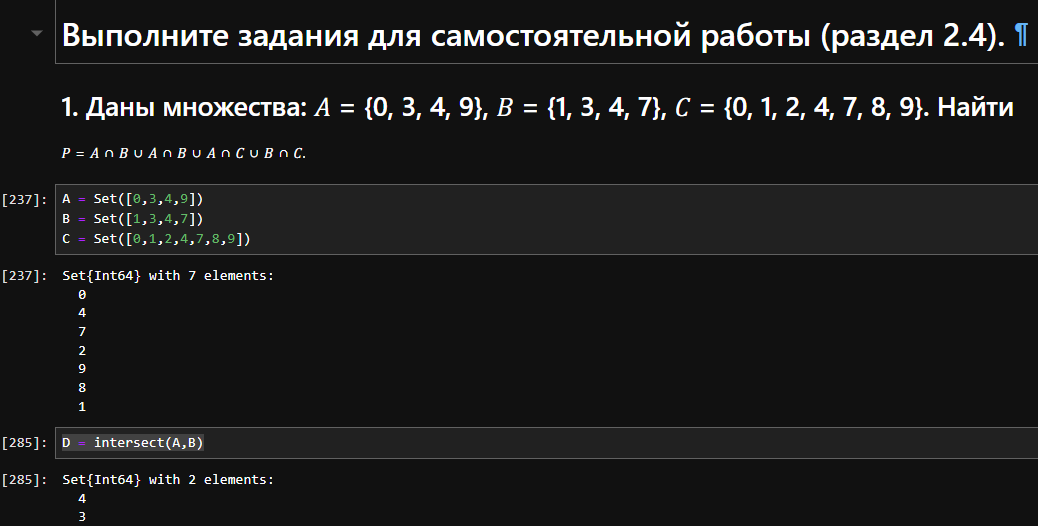 Выполните задания для самостоятельной работы (раздел 2.4). ¶
1. Даны множества: 𝐴 = {0, 3, 4, 9}, 𝐵 = {1, 3, 4, 7}, 𝐶 = {0, 1, 2, 4, 7, 8, 9}. Найти
𝑃 = 𝐴 ∩ 𝐵 ∪ 𝐴 ∩ 𝐵 ∪ 𝐴 ∩ 𝐶 ∪ 𝐵 ∩ 𝐶.
[237]: A = Set([0,3,4,9])
B = Set([1,3,4,7])
C = Set([0,1,2,4,7,8,9])
[237]: Set{Int64} with 7 elements:
0
4
7
2
9
8
1
[285]: D = intersect(A,B)
[285]: Set{Int64} with 2 elements:
4
3